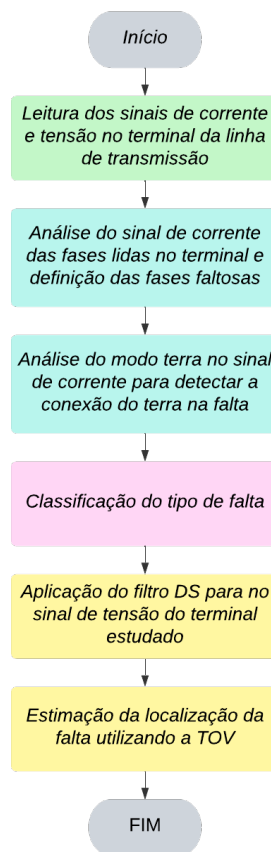 Início
Leitura dos sinais de corrente
e tensão no terminal da linha
de transmissão
Análise do sinal de corrente
das fases lidas no terminal e
definição das fases faltosas
Análise do modo terra no sinal
de corrente para detectar a
conexão do terra na falta
Classificação do tipo de falta
Aplicação do filtro DS para no
sinal de tensão do terminal
estudado
Estimação da localização da
falta utilizando a TOV
FIM